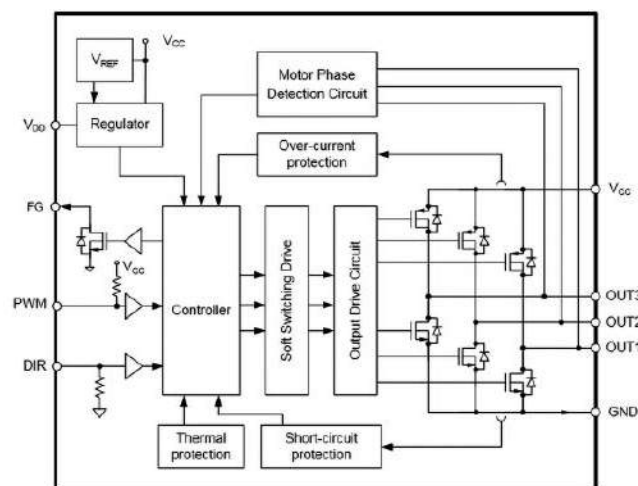 VCC
VREF
Motor Phase
Detection Circuit
VDD
Regulator
Over-current
protection
VCC
FG
VCC
PWM
Controller
Soft Switching Drive
Output Drive Circuit
OUT3
OUT2
OUT1
DIR
GND
Thermal
protection
Short-circuit
protection